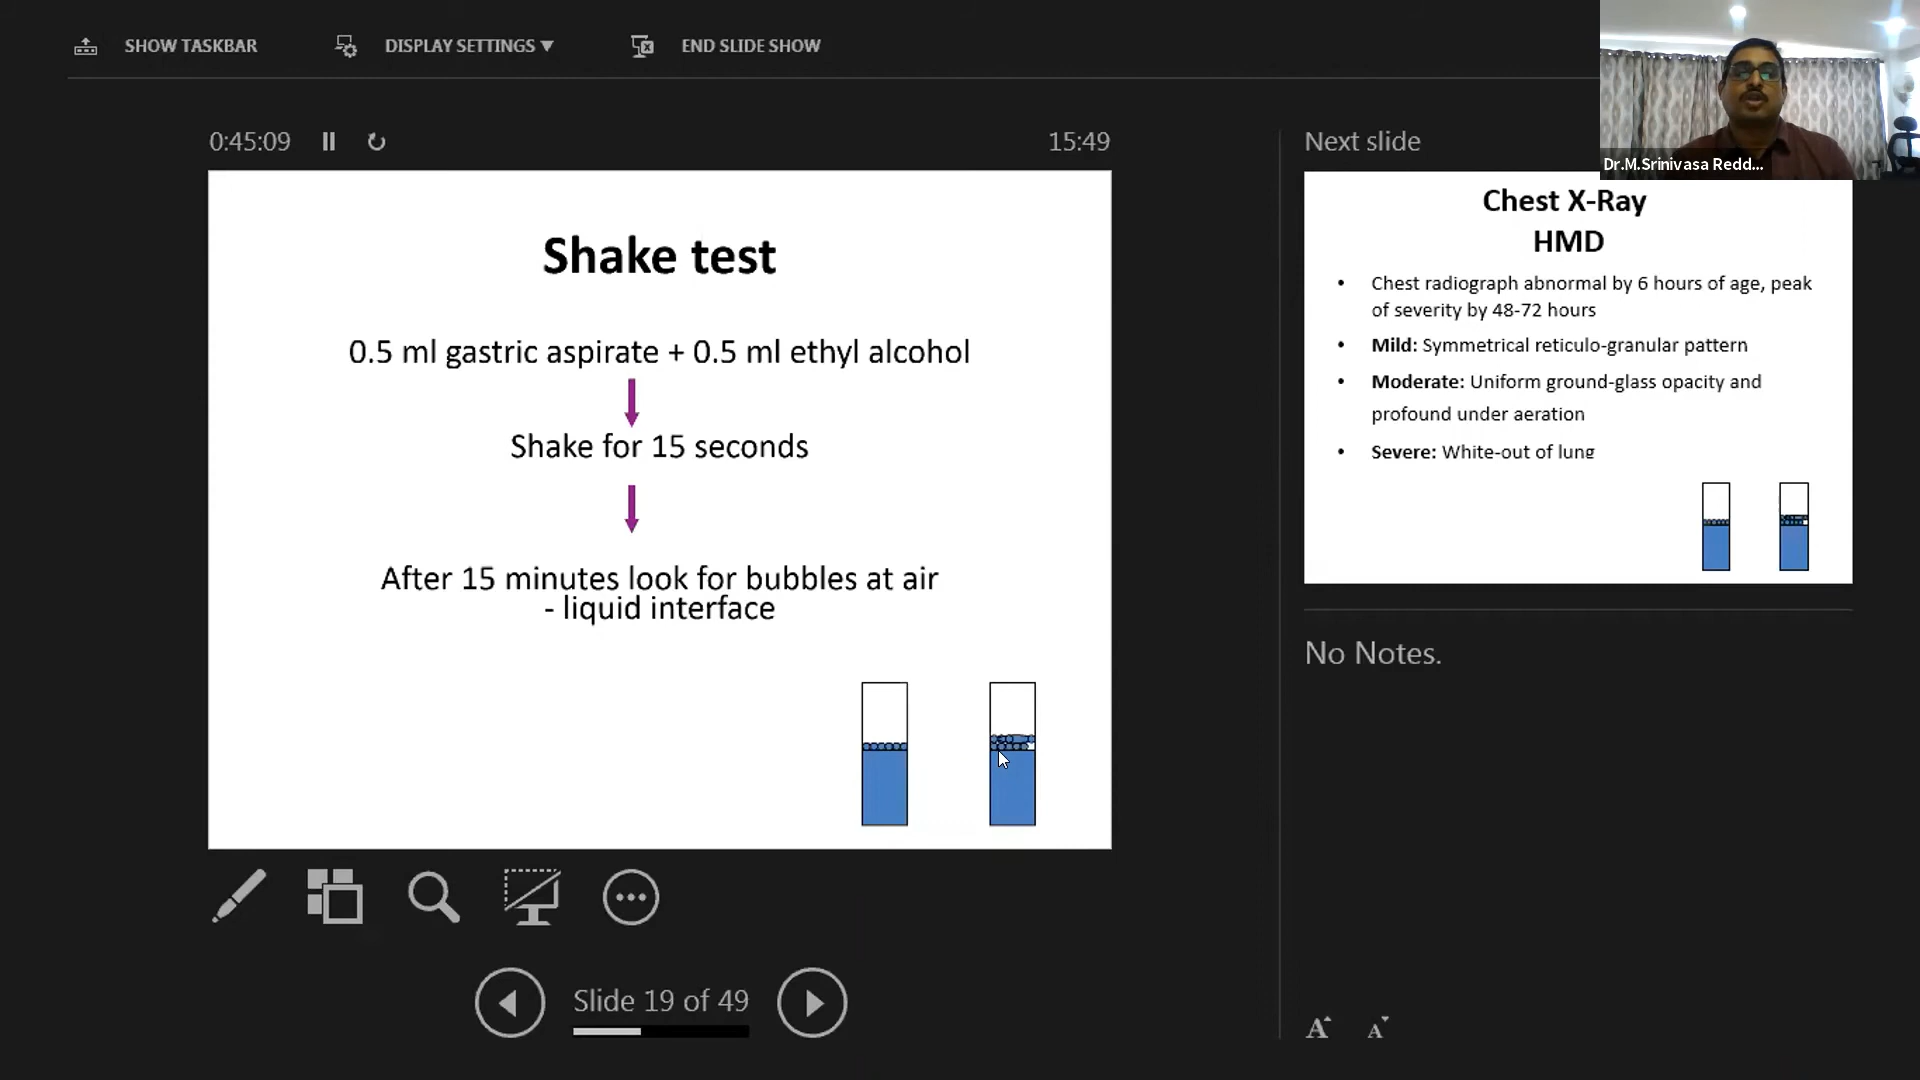 SHOW TASKBAR
DISPLAY SETTINGS ▼
END SLIDE SHOW
Dr.M.Srinivasa Redd...
0:45:09
15:49
Next slide
Shake test
0.5 ml gastric aspirate + 0.5 ml ethyl alcohol
Shake for 15 seconds
After 15 minutes look for bubbles at air
- liquid interface
Chest X-Ray
HMD
• Chest radiograph abnormal by 6 hours of age, peak
of severity by 48-72 hours
• Mild: Symmetrical reticulo-granular pattern
• Moderate: Uniform ground-glass opacity and
profound under aeration
• Severe: White-out of lung
No Notes.
Slide 19 of 49
A A